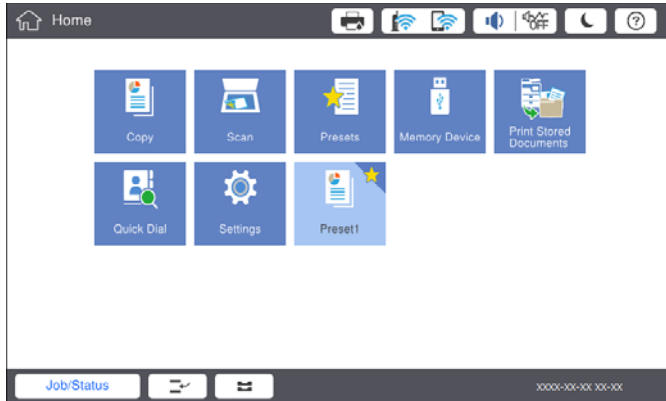 Home
OFF
Copy
Scan
Presets
Memory Device
Print Stored
Documents
Quick Dial
Settings
Preset1
Job/Status
xxxx-xx-xx xx-xx